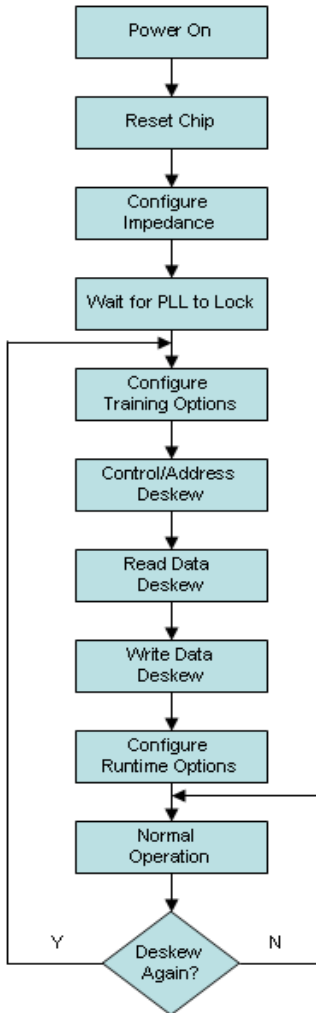 Power On
Reset Chip
Configure
Impedance
Wait for PLL to Lock
Configure
Training Options
Control/Address
Deskew
Read Data
Deskew
Write Data
Deskew
Configure
Runtime Options
Normal
Operation
Y
Deskew
Again?
N